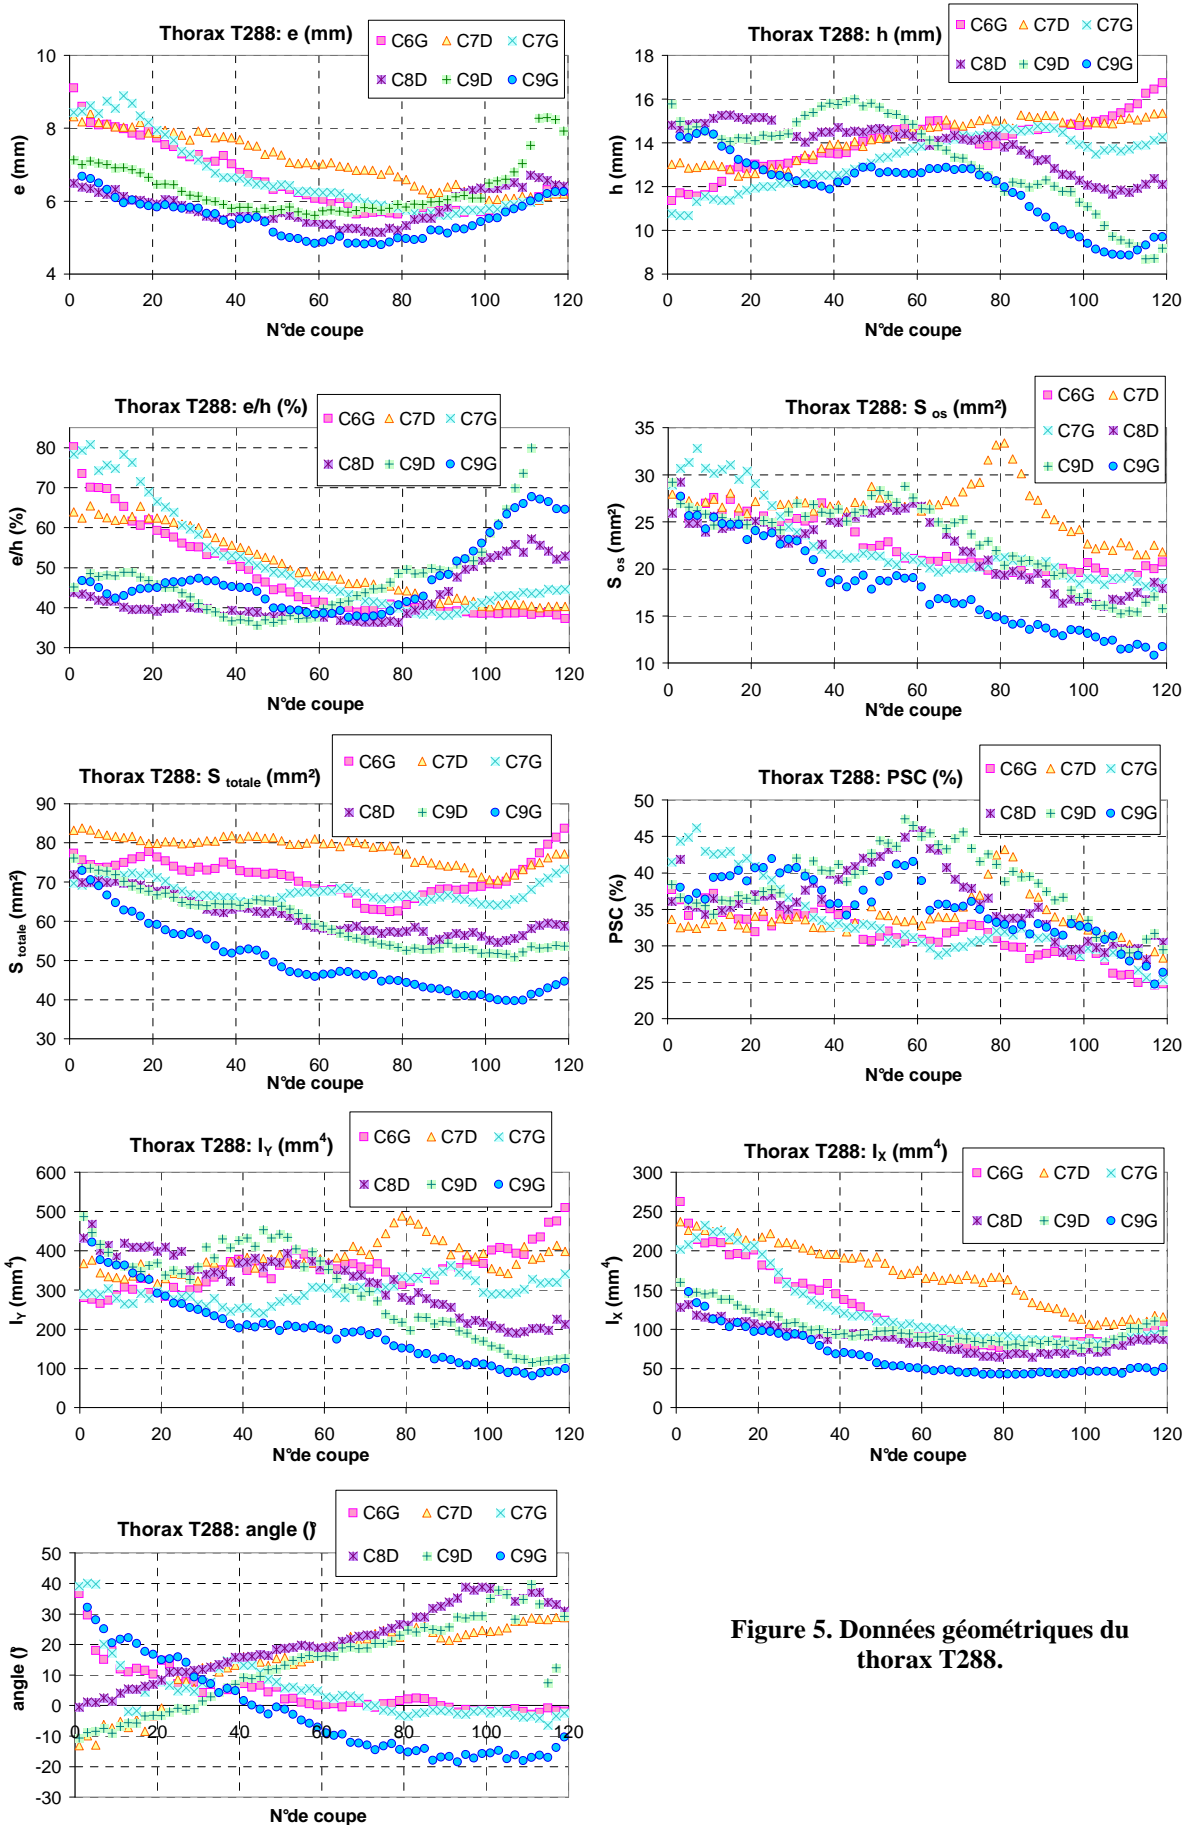 Thorax T288: e (mm)
C6G C7D C7G
C8D C9D C9G
10
8
6
4
e (mm)
0 20 40 60 80 100 120
N°de coupe
Thorax T288: h (mm)
C6G C7D C7G
C8D C9D C9G
18
16
14
12
10
8
h (mm)
0 20 40 60 80 100 120
N°de coupe
Thorax T288: e/h (%)
C6G C7D C7G
C8D C9D C9G
80
70
60
50
40
30
e/h (%)
0 20 40 60 80 100 120
N°de coupe
Thorax T288: S os (mm²)
C6G C7D
C7G C8D
C9D C9G
35
30
25
20
15
10
S os (mm²)
0 20 40 60 80 100 120
N°de coupe
Thorax T288: S totale (mm²)
C6G C7D C7G
C8D C9D C9G
90
80
70
60
50
40
30
S totale (mm²)
0 20 40 60 80 100 120
N°de coupe
Thorax T288: PSC (%)
C6G C7D C7G
C8D C9D C9G
50
45
40
35
30
25
20
PSC (%)
0 20 40 60 80 100 120
N°de coupe
Thorax T288: IY (mm4)
C6G C7D C7G
C8D C9D C9G
600
500
400
300
200
100
0
IY (mm4)
0 20 40 60 80 100 120
N°de coupe
Thorax T288: IX (mm4)
C6G C7D C7G
C8D C9D C9G
300
250
200
150
100
50
0
IX (mm4)
0 20 40 60 80 100 120
N°de coupe
Thorax T288: angle (°)
C6G C7D C7G
C8D C9D C9G
50
40
30
20
10
0
-10
-20
-30
angle (°)
0 20 40 60 80 100 120
N°de coupe
Figure 5. Données géométriques du
thorax T288.